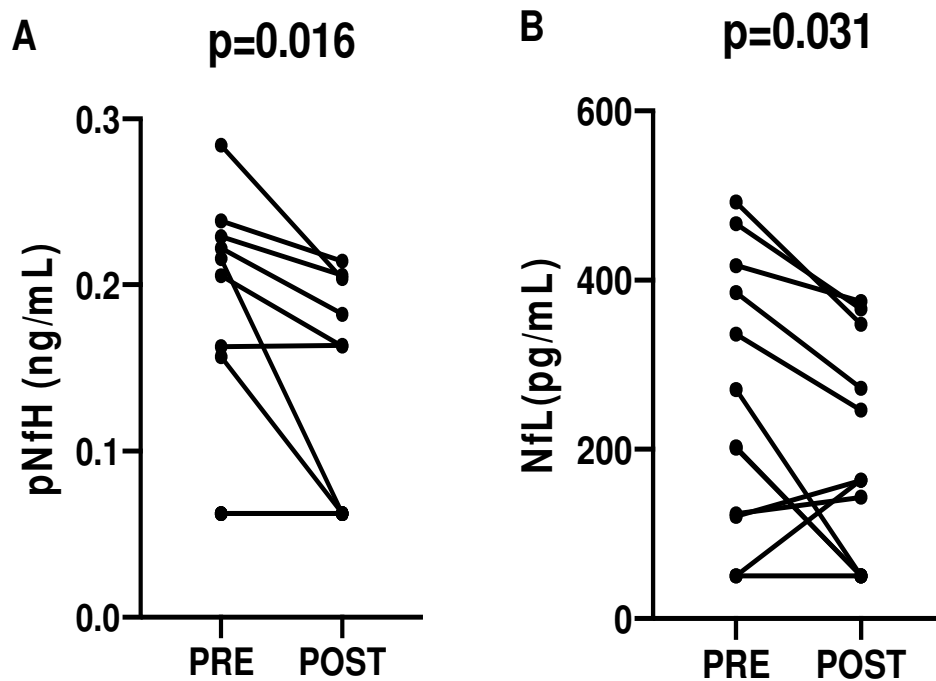 A
p=0.016
pNfH (ng/mL)
0.3
0.2
0.1
0.0
PRE POST
B
p=0.031
NfL(pg/mL)
600
400
200
0
PRE POST